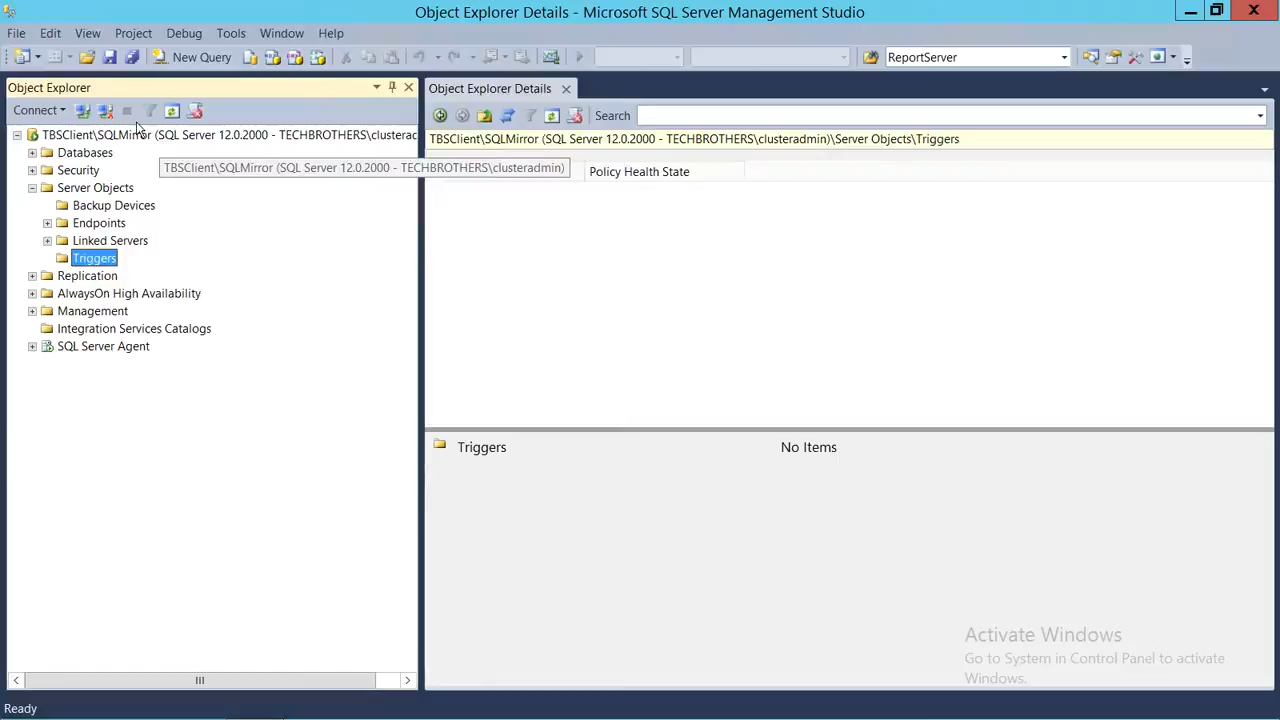 Object Explorer Details - Microsoft SQL Server Management Studio
File Edit View Project Debug Tools Window Help
New Query
ReportServer
Object Explorer
Object Explorer Details
Connect
Search
TBSClient\SQLMirror (SQL Server 12.0.2000 - TECHBROTHERS\clusterac
TBSClient\SQLMirror (SQL Server 12.0.2000 - TECHBROTHERS\clusteradmin)\Server Objects\Triggers
Databases
TBSClient\SQLMirror (SQL Server 12.0.2000 - TECHBROTHERS\clusteradmin)
Policy Health State
Security
Server Objects
Backup Devices
Endpoints
Linked Servers
Triggers
Replication
AlwaysOn High Availability
Management
Integration Services Catalogs
SQL Server Agent
Triggers No Items
Activate Windows
Go to System in Control Panel to activate
Windows.
Ready